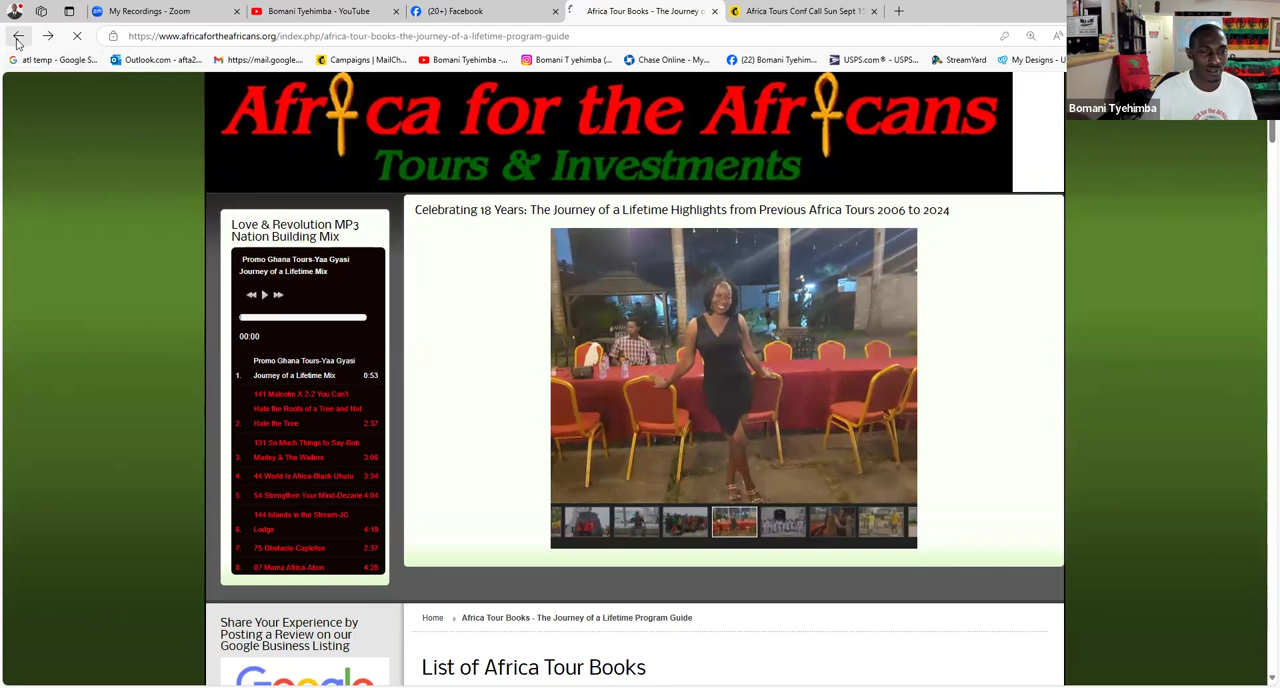 My Recordings - Zoom
Bomani Tyehimba - YouTube
(20+) Facebook
Africa Tour Books - The Journey o
Africa Tours Conf Call Sun Sept 1
https://www.africafortheafricans.org/index.php/africa-tour-books-the-journey-of-a-lifetime-program-guide
atl temp - Google S...
Outlook.com - afta2...
https://mail.google....
Campaigns | MailCh...
Bomani Tyehimba -...
Bomani T yehimba (...
Chase Online - My...
(22) Bomani Tyehim...
USPS.com® - USPS...
StreamYard
My Designs -
Bomani Tyehimba
Africa for the Africans
Tours & Investments
Love & Revolution MP3
Nation Building Mix
Promo Ghana Tours-Yaa Gyasi
Journey of a Lifetime Mix
00:00
Promo Ghana Tours-Yaa Gyasi
1. Journey of a Lifetime Mix 0:53
141 Malcolm X 2-2 You Can't
Hate the Roots of a Tree and Not
2. Hate the Tree 2:37
131 So Much Things to Say-Bob
3. Marley & The Wailers 3:06
4. 44 World Is Africa-Black Uhuru 3:34
5. 54 Strengthen Your Mind-Dezarie 4:04
144 Islands in the Stream-JC
6. Lodge 4:19
7. 75 Obstacle-Capleton 2:37
8. 07 Mama Africa-Akon 4:25
Celebrating 18 Years: The Journey of a Lifetime Highlights from Previous Africa Tours 2006 to 2024
Share Your Experience by
Posting a Review on our
Google Business Listing
Google
Home Africa Tour Books - The Journey of a Lifetime Program Guide
List of Africa Tour Books